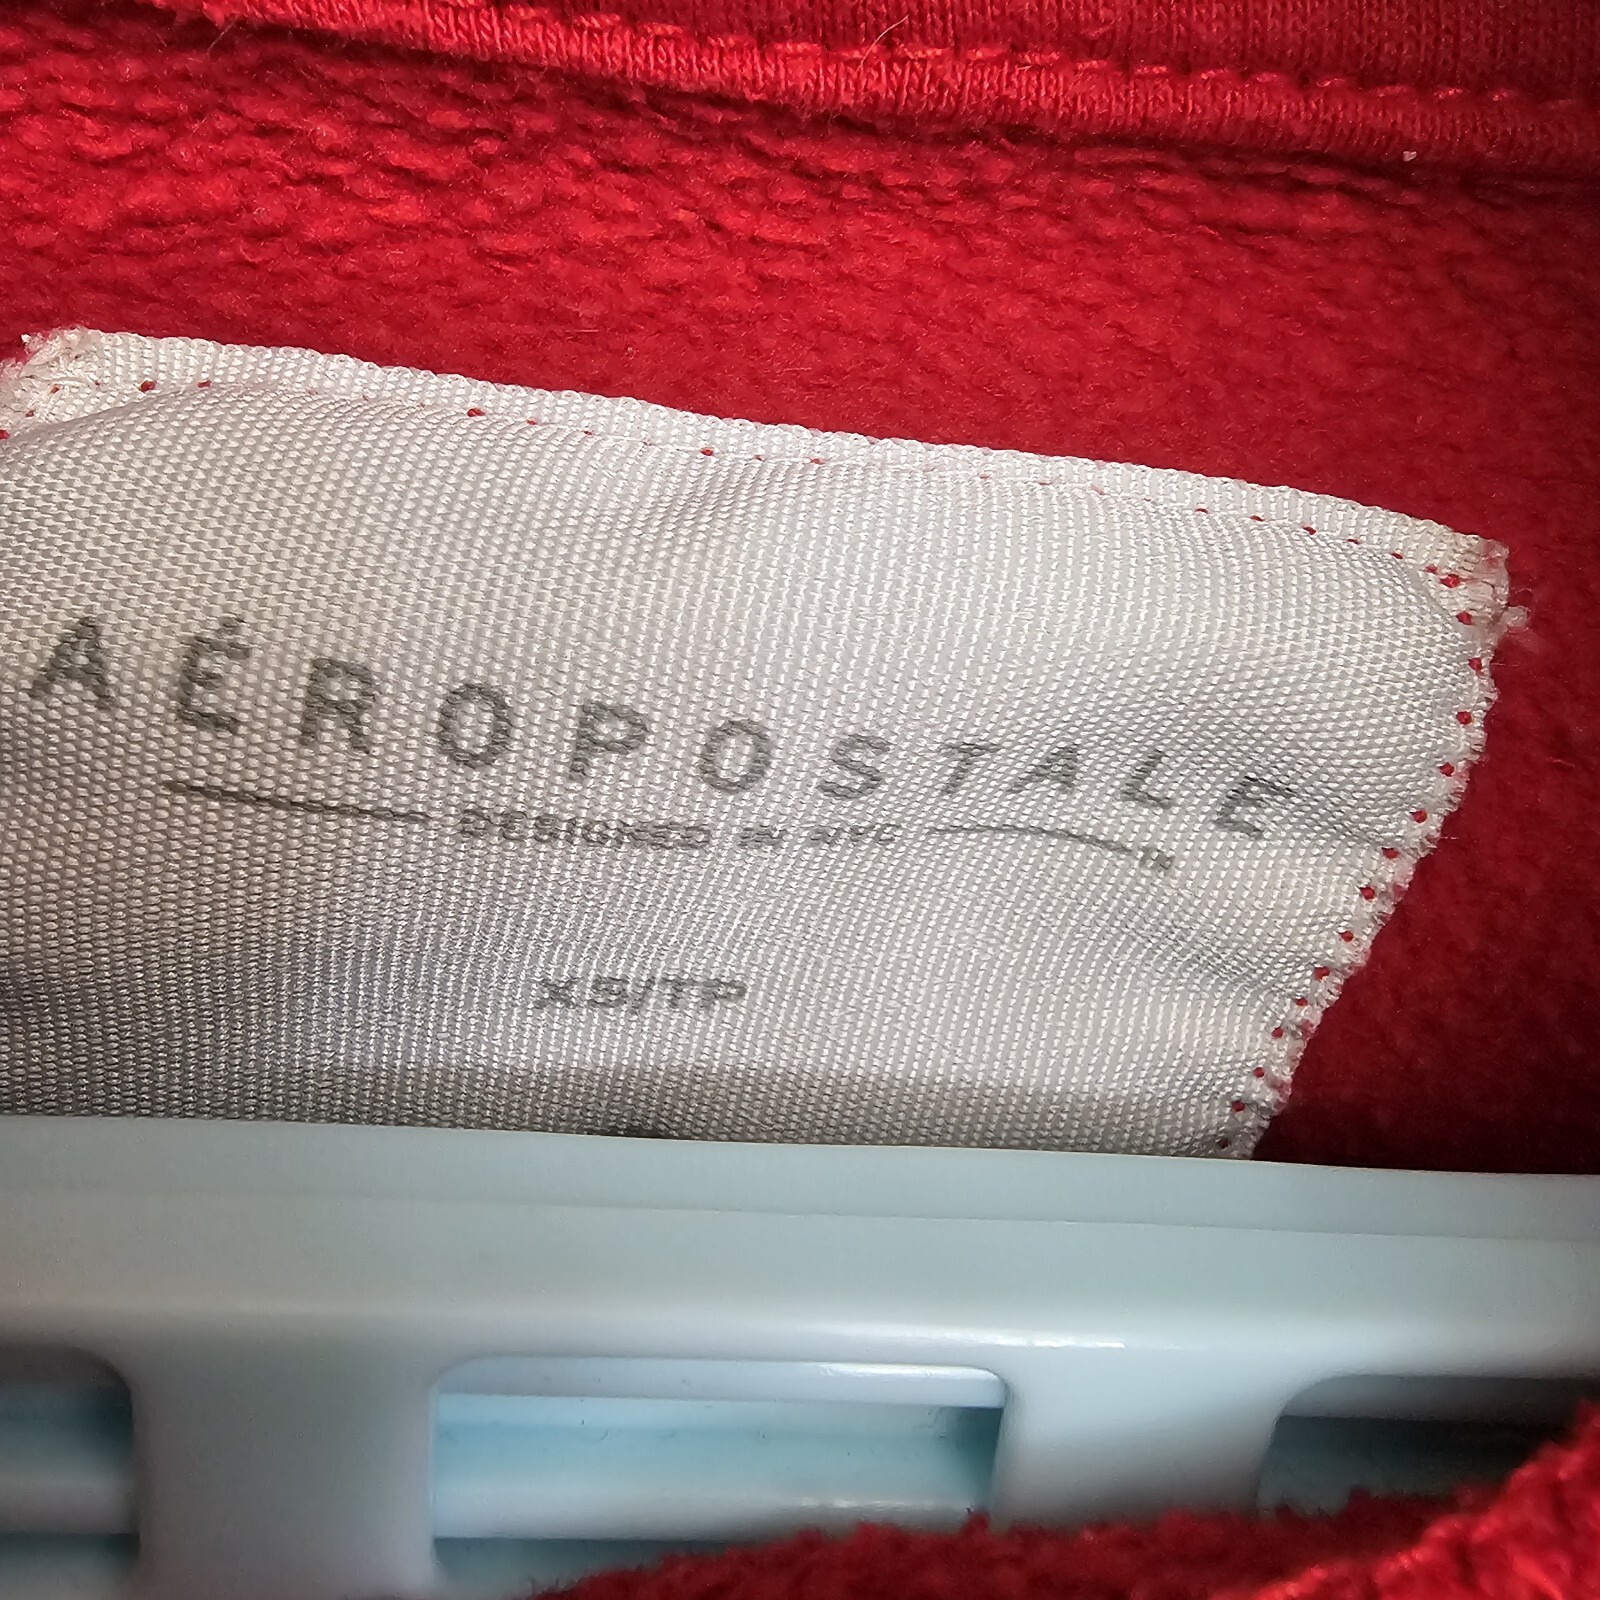 AÉROPOSTALE
DESIGNED IN NYC
XS/TP